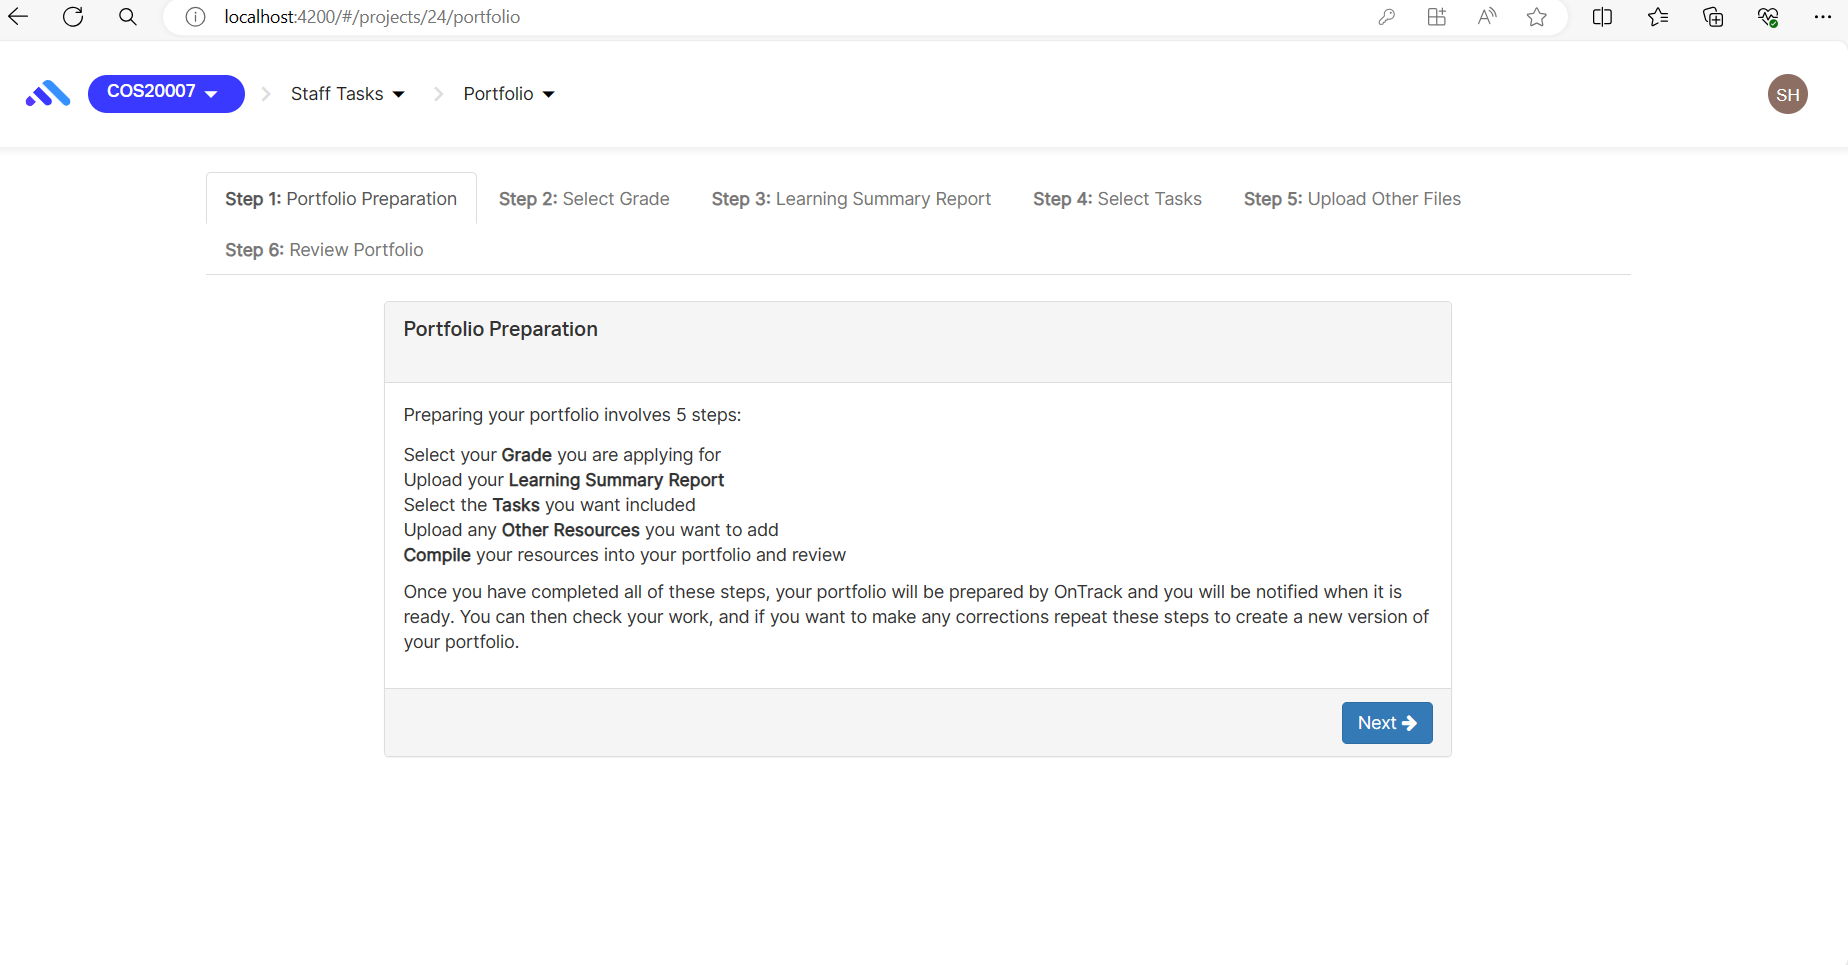 localhost:4200/#/projects/24/portfolio
COS20007
Staff Tasks
Portfolio
SH
Step 1: Portfolio Preparation
Step 2: Select Grade
Step 3: Learning Summary Report
Step 4: Select Tasks
Step 5: Upload Other Files
Step 6: Review Portfolio
Portfolio Preparation
Preparing your portfolio involves 5 steps:
Select your Grade you are applying for
Upload your Learning Summary Report
Select the Tasks you want included
Upload any Other Resources you want to add
Compile your resources into your portfolio and review
Once you have completed all of these steps, your portfolio will be prepared by OnTrack and you will be notified when it is
ready. You can then check your work, and if you want to make any corrections repeat these steps to create a new version of
your portfolio.
Next